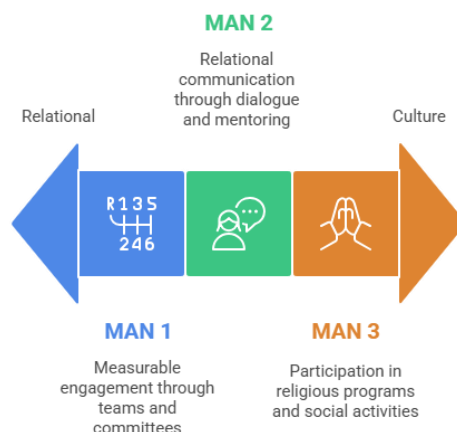 MAN 2
Relational
communication
through dialogue
and mentoring
Relational
Culture
R135
246
MAN 1
Measurable
engagement through
teams and
committees
MAN 3
Participation in
religious programs
and social activities